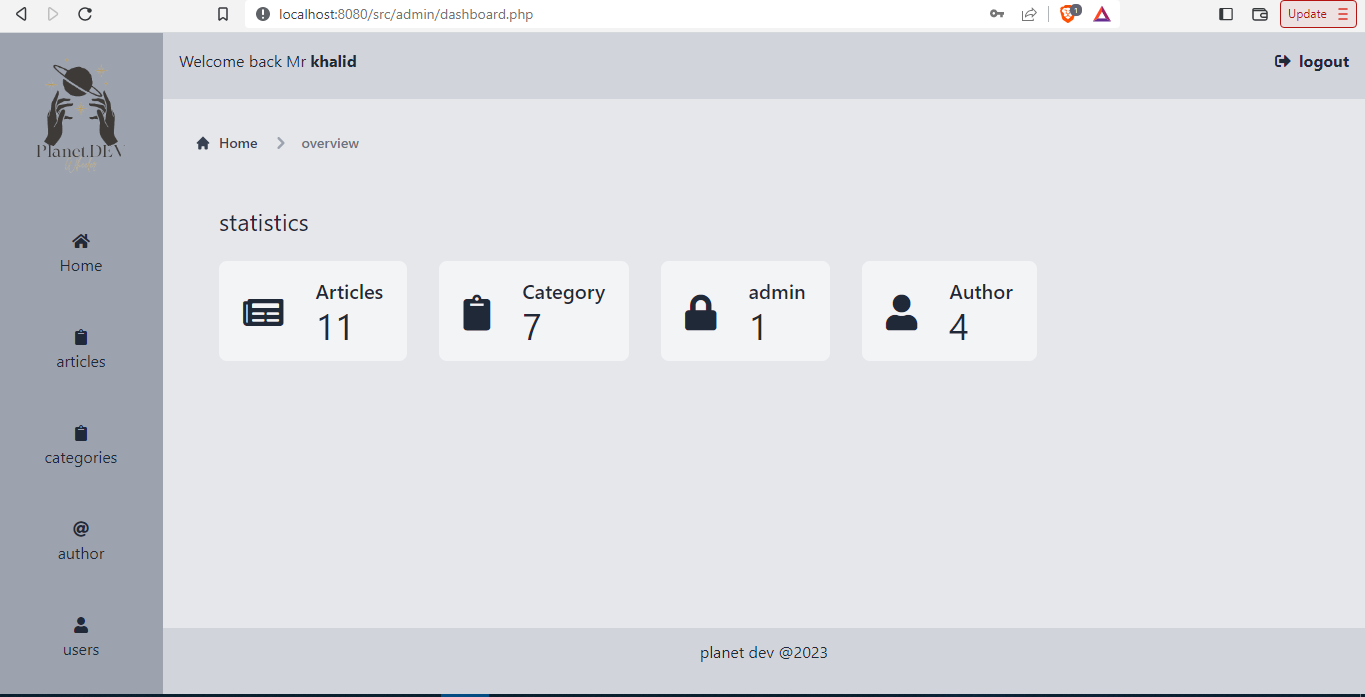 localhost:8080/src/admin/dashboard.php
1
Update
Planet.DEV
Welcome back Mr khalid
logout
Home
overview
Home
articles
categories
@
author
users
statistics
Articles
11
Category
7
admin
1
Author
4
planet dev @2023